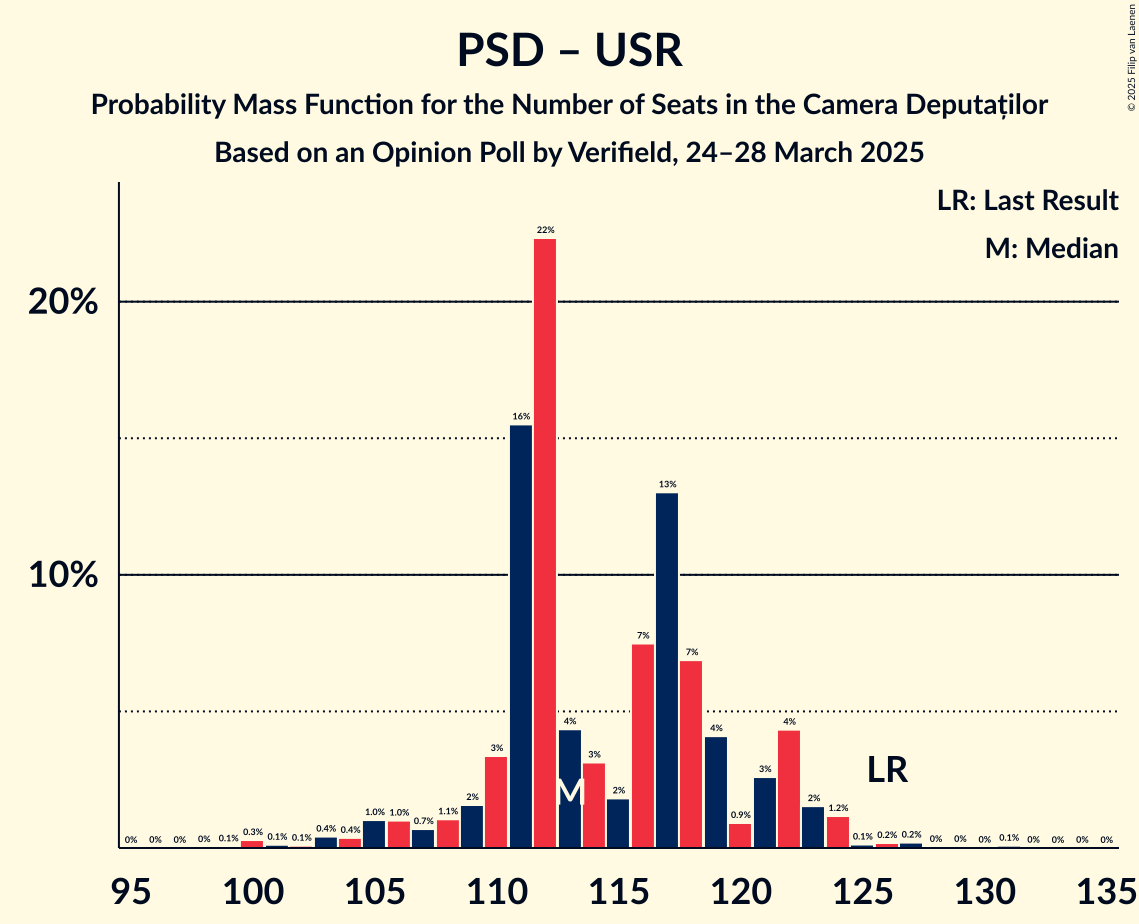 PSD – USR
Probability Mass Function for the Number of Seats in the Camera Deputaților
Based on an Opinion Poll by Verifield, 24–28 March 2025
© 2025 Filip van Laenen
LR: Last Result
M: Median
20%
10%
0% 0% 0% 0% 0.1% 0.3% 0.1% 0.1% 0.4% 0.4% 1.0% 1.0% 0.7% 1.1% 2% 3% 16% 22% 4% 3% 2% 7% 13% 7% 4% 0.9% 3% 4% 2% 1.2% 0.1% 0.2% 0.2% 0% 0% 0% 0.1% 0% 0% 0% 0%
M
LR
95 100 105 110 115 120 125 130 135